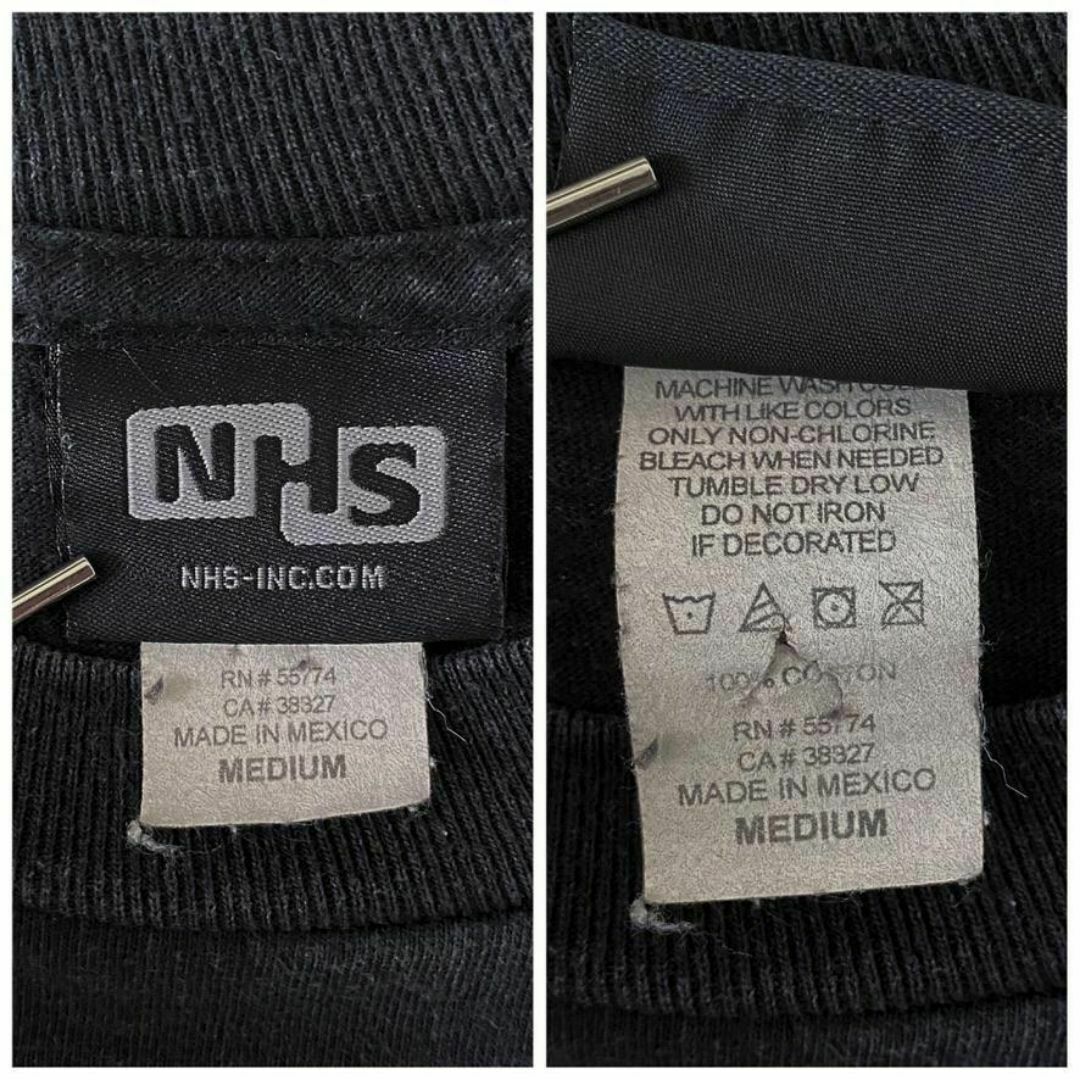 NHS
NHS-INC.COM
RN # 55774
CA # 38327
MADE IN MEXICO
MEDIUM
MACHINE WASH
WITH LIKE COLORS
ONLY NON-CHLORINE
BLEACH WHEN NEEDED
TUMBLE DRY LOW
DO NOT IRON
IF DECORATED
100% COTTON
RN # 55774
CA # 38327
MADE IN MEXICO
MEDIUM